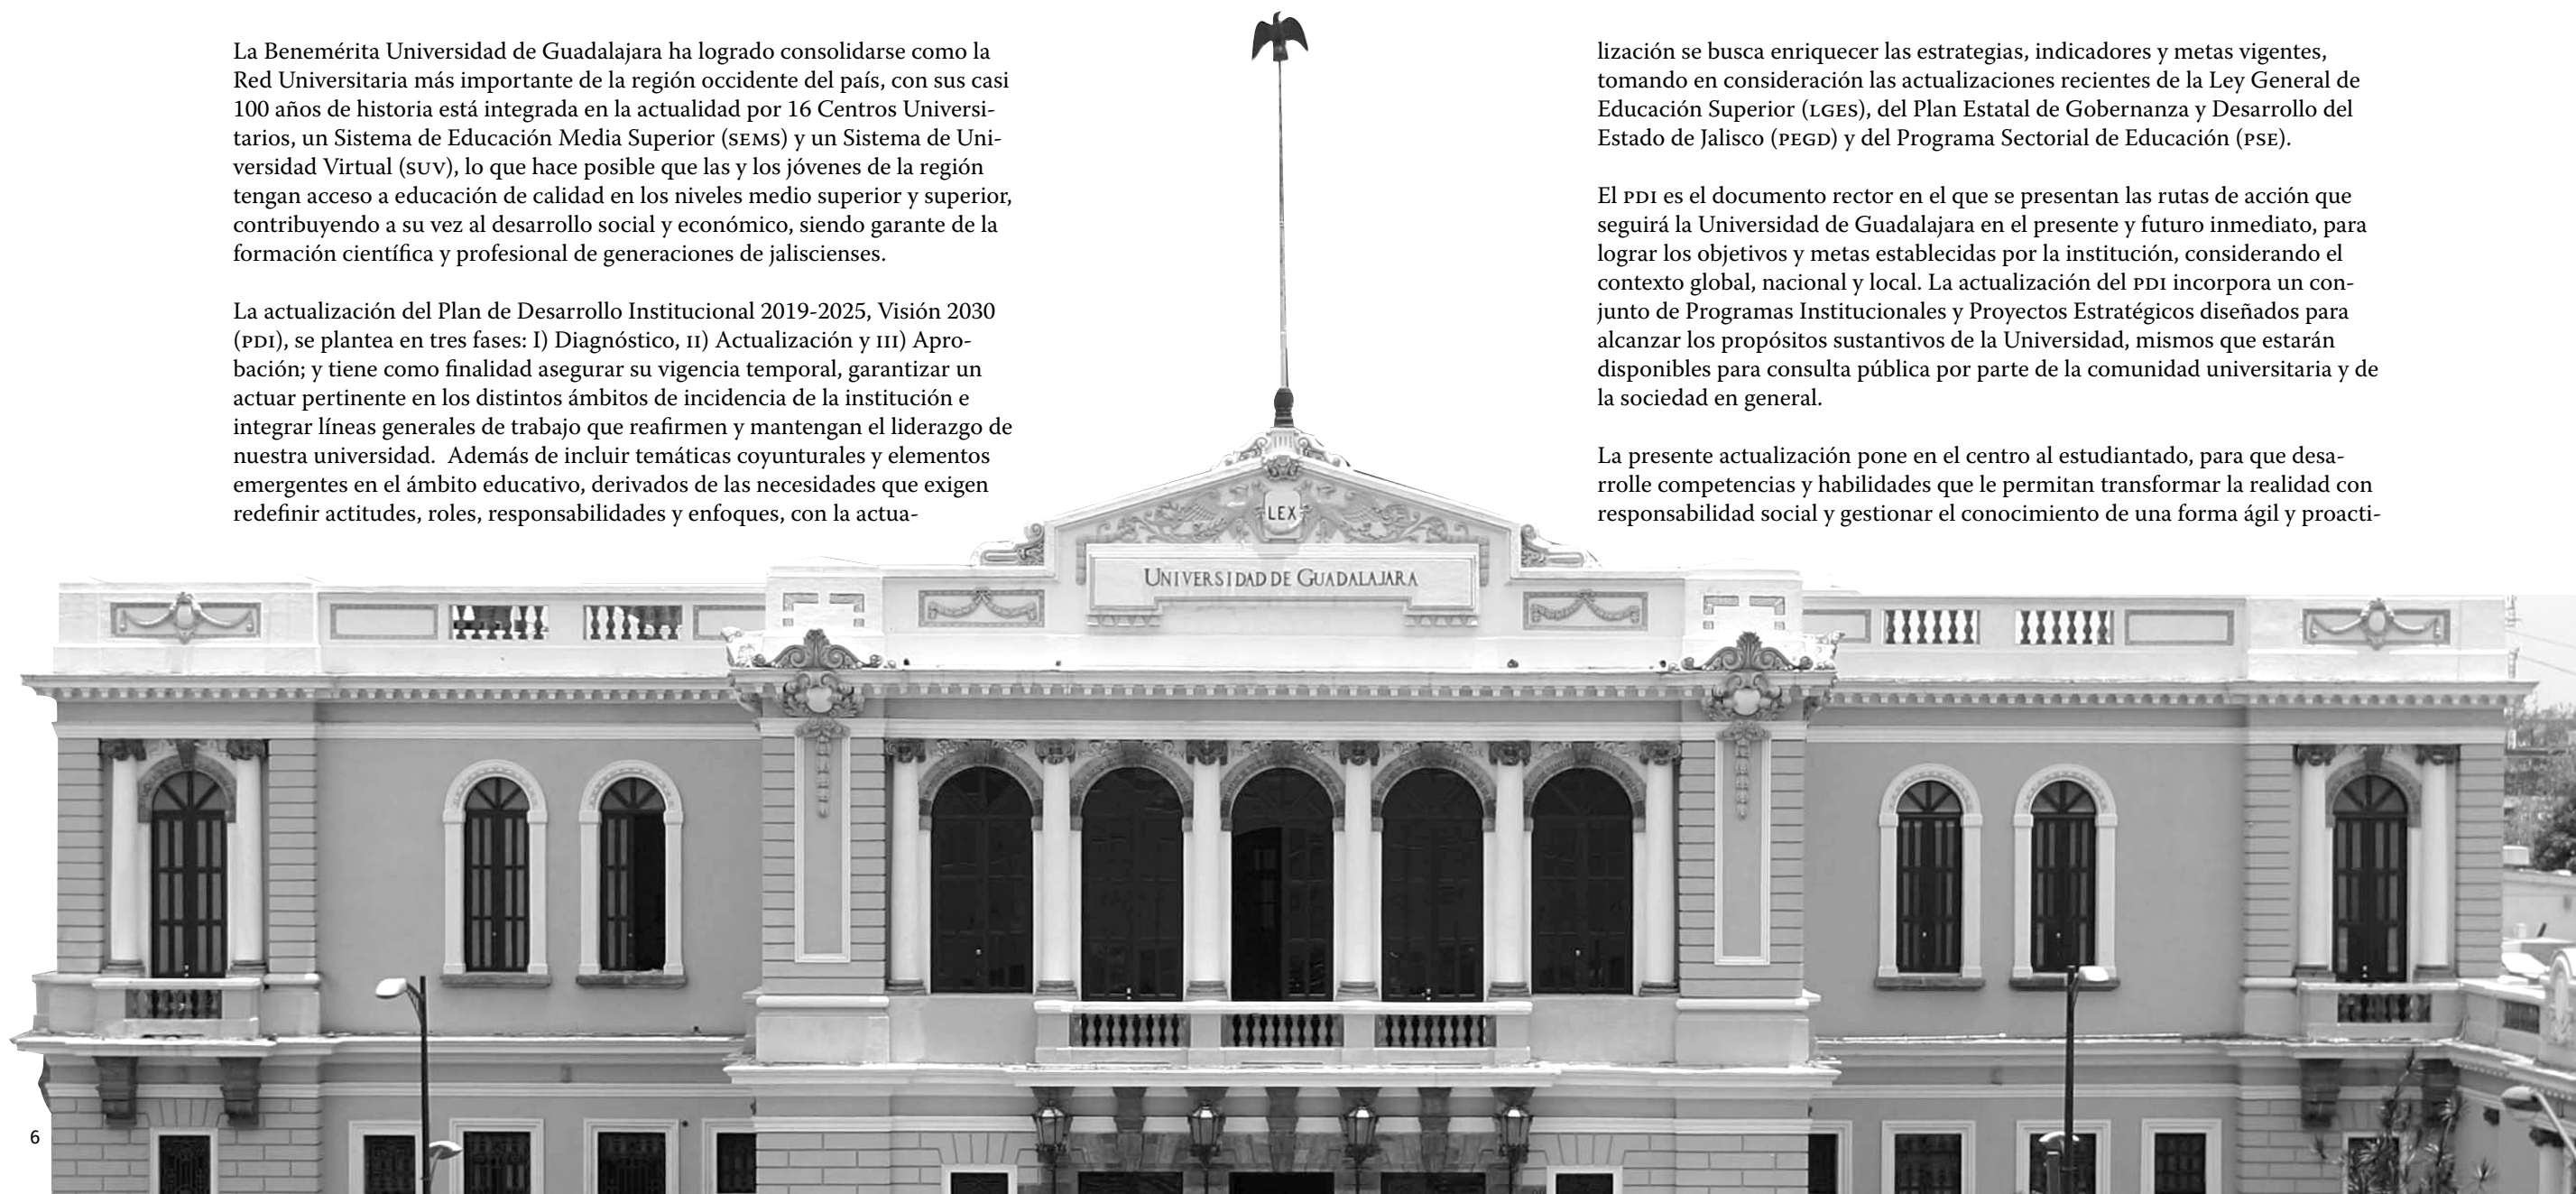 La Benemérita Universidad de Guadalajara ha logrado consolidarse como la
Red Universitaria más importante de la región occidente del país, con sus casi
100 años de historia está integrada en la actualidad por 16 Centros Universi-
tarios, un Sistema de Educación Media Superior (SEMS) y un Sistema de Uni-
versidad Virtual (SUV), lo que hace posible que las y los jóvenes de la región
tengan acceso a educación de calidad en los niveles medio superior y superior,
contribuyendo a su vez al desarrollo social y económico, siendo garante de la
formación científica y profesional de generaciones de jaliscienses.
La actualización del Plan de Desarrollo Institucional 2019-2025, Visión 2030
(PDI), se plantea en tres fases: I) Diagnóstico, II) Actualización y III) Apro-
bación; y tiene como finalidad asegurar su vigencia temporal, garantizar un
actuar pertinente en los distintos ámbitos de incidencia de la institución e
integrar líneas generales de trabajo que reafirmen y mantengan el liderazgo de
nuestra universidad.  Además de incluir temáticas coyunturales y elementos
emergentes en el ámbito educativo, derivados de las necesidades que exigen
redefinir actitudes, roles, responsabilidades y enfoques, con la actua-
lización se busca enriquecer las estrategias, indicadores y metas vigentes,
tomando en consideración las actualizaciones recientes de la Ley General de
Educación Superior (LGES), del Plan Estatal de Gobernanza y Desarrollo del
Estado de Jalisco (PEGD) y del Programa Sectorial de Educación (PSE).
El PDI es el documento rector en el que se presentan las rutas de acción que
seguirá la Universidad de Guadalajara en el presente y futuro inmediato, para
lograr los objetivos y metas establecidas por la institución, considerando el
contexto global, nacional y local. La actualización del PDI incorpora un con-
junto de Programas Institucionales y Proyectos Estratégicos diseñados para
alcanzar los propósitos sustantivos de la Universidad, mismos que estarán
disponibles para consulta pública por parte de la comunidad universitaria y de
la sociedad en general.
La presente actualización pone en el centro al estudiantado, para que desa-
rrolle competencias y habilidades que le permitan transformar la realidad con
responsabilidad social y gestionar el conocimiento de una forma ágil y proacti-
LEX
UNIVERSIDAD DE GUADALAJARA
6